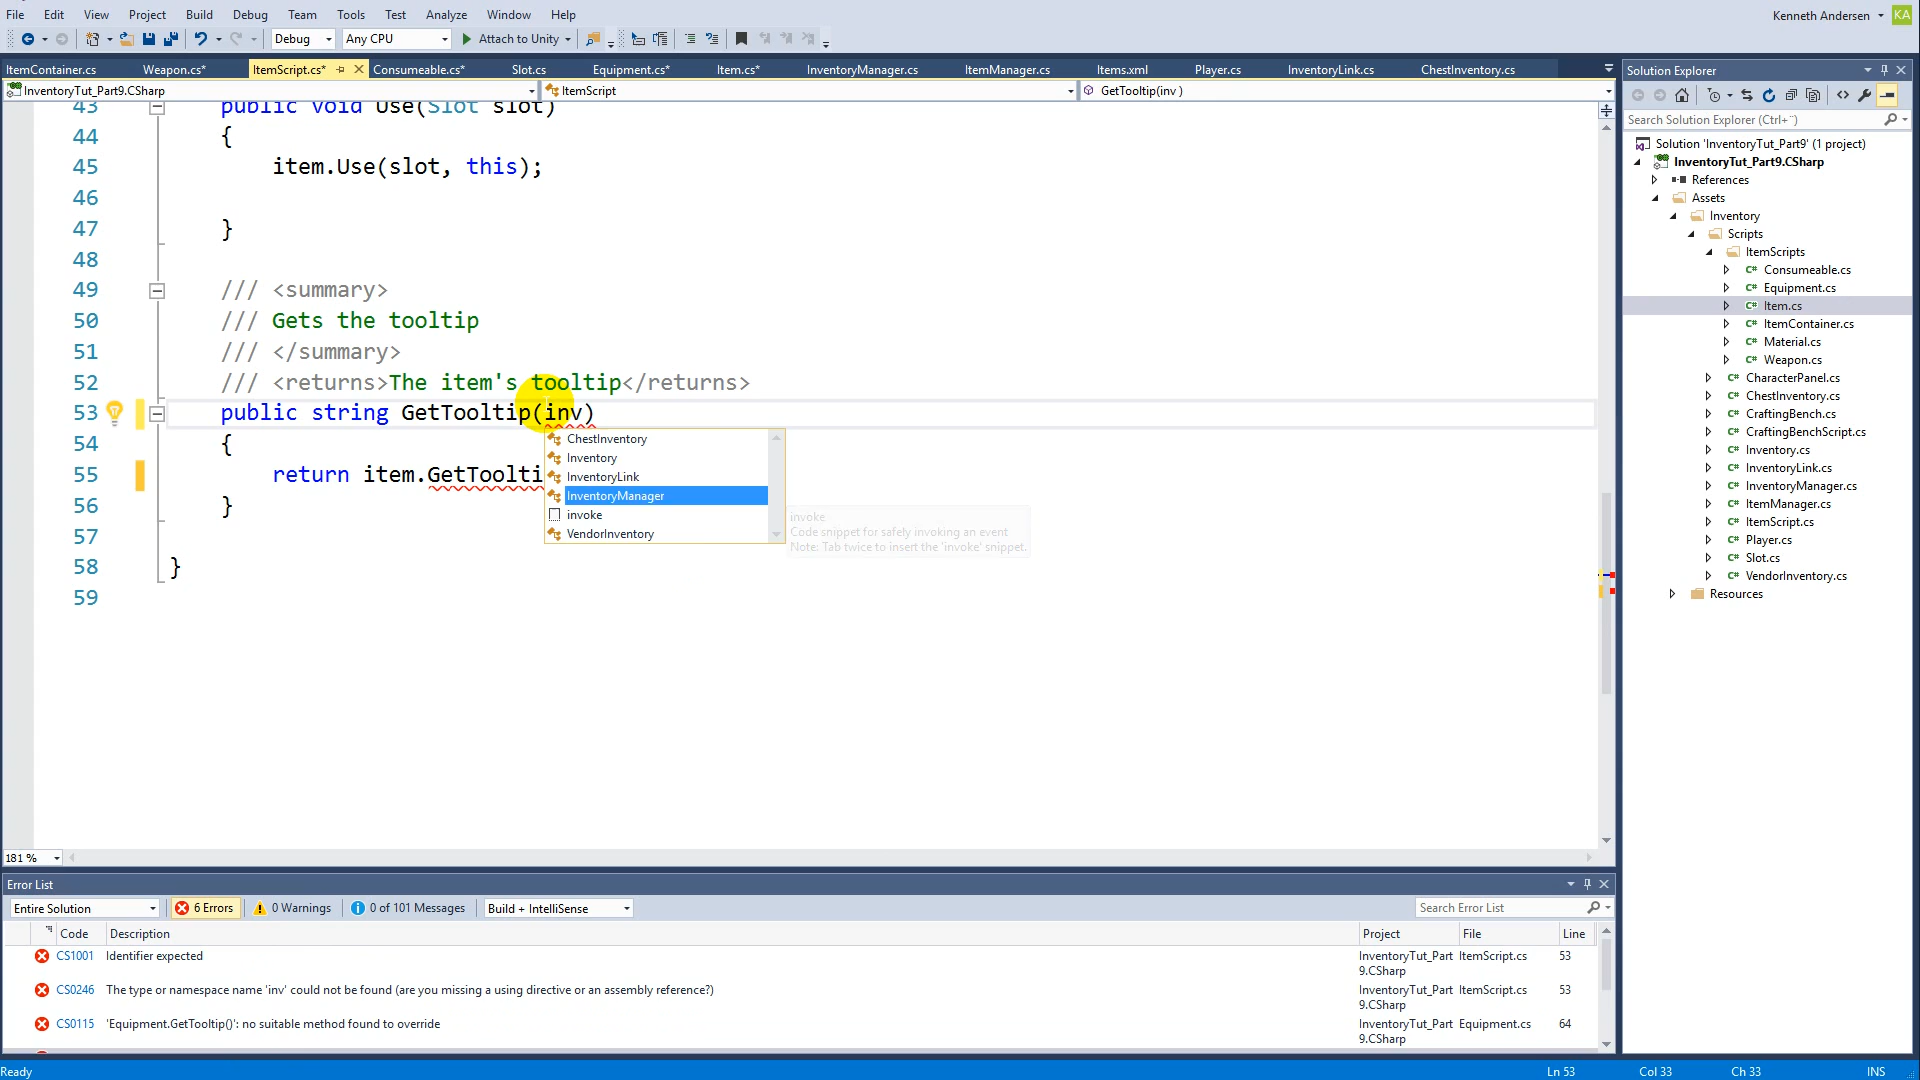 File Edit View Project Build Debug Team Tools Test Analyze Window Help
Kenneth Andersen KA
Debug Any CPU Attach to Unity
ItemContainer.cs Weapon.cs* ItemScript.cs* Consumeable.cs* Slot.cs Equipment.cs* Item.cs* InventoryManager.cs ItemManager.cs Items.xml Player.cs InventoryLink.cs ChestInventory.cs
InventoryTut_Part9.CSharp ItemScript GetTooltip(inv )
43 public void Use(Slot slot)
44 {
45 item.Use(slot, this);
46
47 }
48
49 /// <summary>
50 /// Gets the tooltip
51 /// </summary>
52 /// <returns>The item's tooltip</returns>
53 public string GetTooltip(inv)
54 {
55 return item.GetToolti
56 }
57
58 }
59
ChestInventory
Inventory
InventoryLink
InventoryManager
invoke
VendorInventory
invoke
Code snippet for safely invoking an event
Note: Tab twice to insert the 'invoke' snippet.
181 %
Solution Explorer
Search Solution Explorer (Ctrl+¨)
Solution 'InventoryTut_Part9' (1 project)
InventoryTut_Part9.CSharp
References
Assets
Inventory
Scripts
ItemScripts
Consumeable.cs
Equipment.cs
Item.cs
ItemContainer.cs
Material.cs
Weapon.cs
CharacterPanel.cs
ChestInventory.cs
CraftingBench.cs
CraftingBenchScript.cs
Inventory.cs
InventoryLink.cs
InventoryManager.cs
ItemManager.cs
ItemScript.cs
Player.cs
Slot.cs
VendorInventory.cs
Resources
Error List
Entire Solution 6 Errors 0 Warnings 0 of 101 Messages Build + IntelliSense Search Error List
Code Description Project File Line
CS1001 Identifier expected InventoryTut_Part ItemScript.cs 53
9.CSharp
CS0246 The type or namespace name 'inv' could not be found (are you missing a using directive or an assembly reference?) InventoryTut_Part ItemScript.cs 53
9.CSharp
CS0115 'Equipment.GetTooltip()': no suitable method found to override InventoryTut_Part Equipment.cs 64
9.CSharp
Ready Ln 53 Col 33 Ch 33 INS